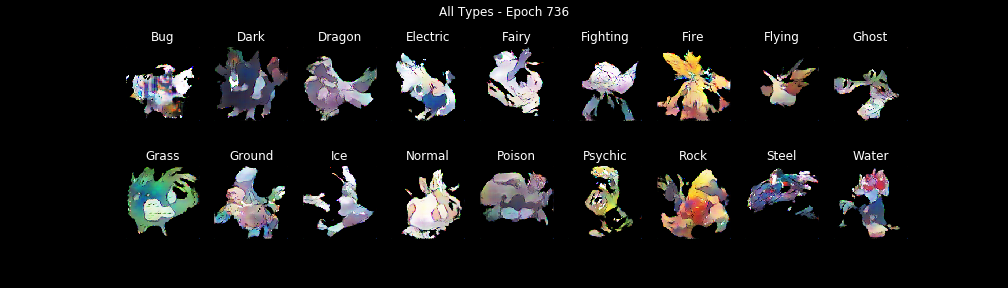 All Types - Epoch 736
Bug Dark Dragon Electric Fairy Fighting Fire Flying Ghost
Grass Ground Ice Normal Poison Psychic Rock Steel Water